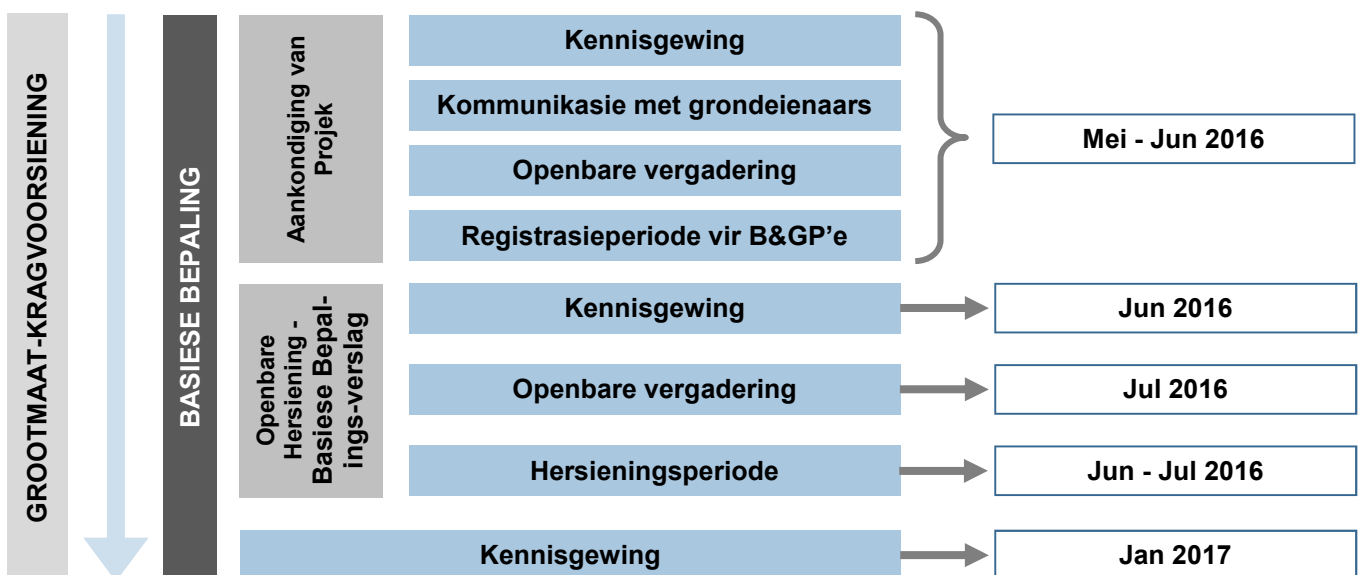 GROOTMAAT-KRAGVOORSIENING
BASIESE BEPALING
Aankondiging van
Projek
Kennisgewing
Kommunikasie met grondeienaars
Openbare vergadering
Registrasieperiode vir B&GP’e
Mei - Jun 2016
Openbare
Hersiening -
Basiese Bepal-
ings-verslag
Kennisgewing
Jun 2016
Openbare vergadering
Jul 2016
Hersieningsperiode
Jun - Jul 2016
Kennisgewing
Jan 2017